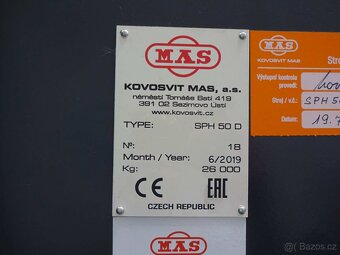 MAS
KOVOSVIT MAS, a.s.
náměstí Tomáše Bati 419
391 02 Sezimovo Ústí
www.kovosvit.cz
TYPE: SPH 50 D
№: 18
Month / Year: 6/2019
Kg: 26 000
CE EAC
CZECH REPUBLIC
MAS
MAS
KOVOSVIT MAS
Výstupní kontrolu
provedl:
Stroj / v.č.: SPH 50
Datum: 19.7
Bazos.cz